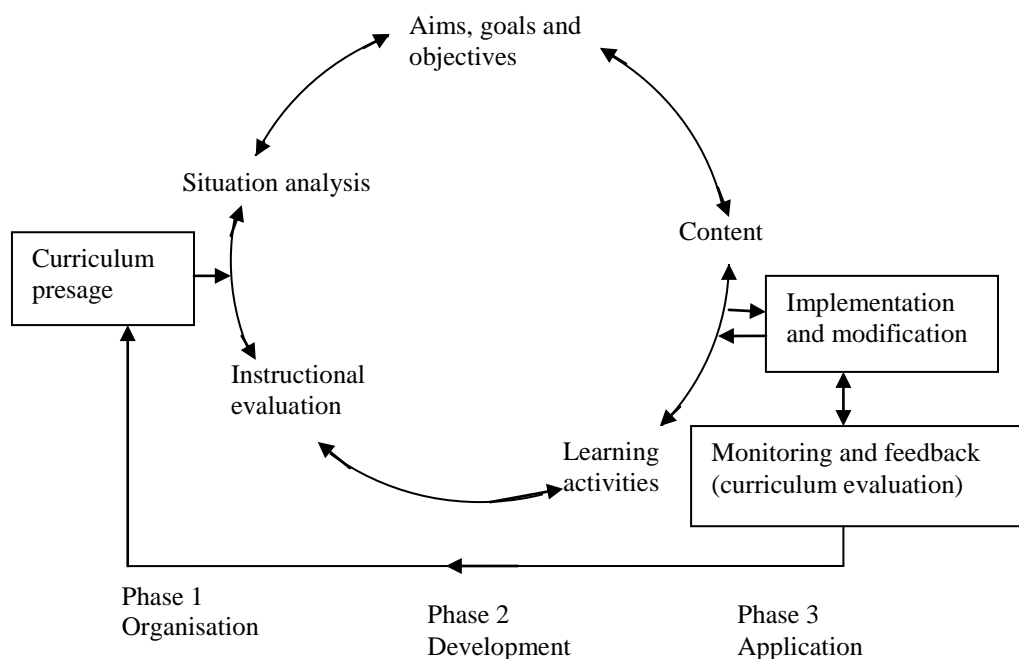 Aims, goals and
objectives
Situation analysis
Content
Curriculum
presage
Implementation
and modification
Instructional
evaluation
Learning
activities
Monitoring and feedback
(curriculum evaluation)
Phase 1
Organisation
Phase 2
Development
Phase 3
Application